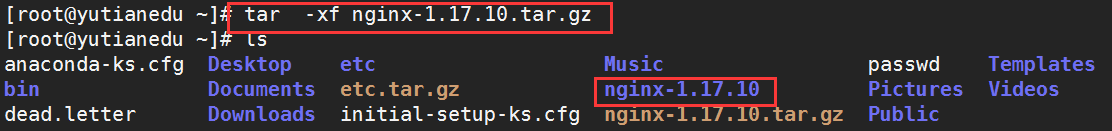 [root@yutianedu ~]# tar  -xf nginx-1.17.10.tar.gz
[root@yutianedu ~]# ls
anaconda-ks.cfg  Desktop    etc                   Music                 passwd    Templates
bin              Documents  etc.tar.gz            nginx-1.17.10         Pictures  Videos
dead.letter      Downloads  initial-setup-ks.cfg  nginx-1.17.10.tar.gz  Public